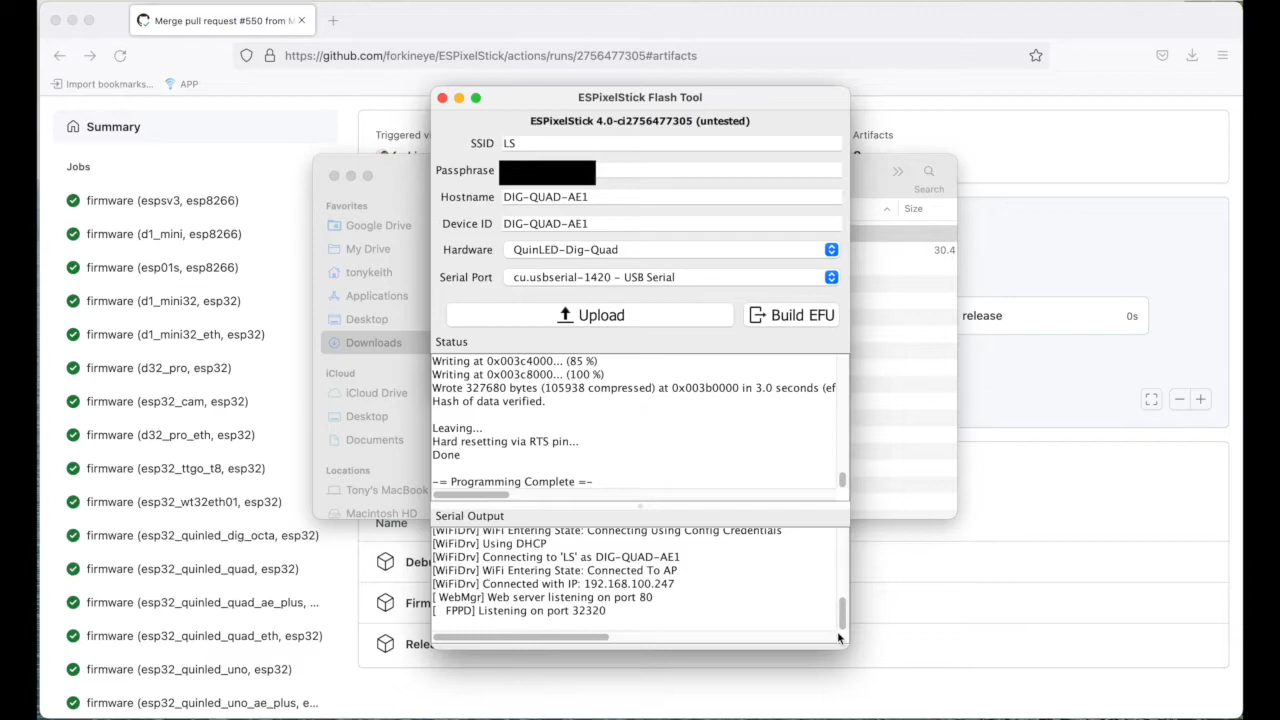 Merge pull request #550 from M
https://github.com/forkineye/ESPixelStick/actions/runs/2756477305#artifacts
Import bookmarks...
APP
Summary
Jobs
firmware (espsv3, esp8266)
firmware (d1_mini, esp8266)
firmware (esp01s, esp8266)
firmware (d1_mini32, esp32)
firmware (d1_mini32_eth, esp32)
firmware (d32_pro, esp32)
firmware (esp32_cam, esp32)
firmware (d32_pro_eth, esp32)
firmware (esp32_ttgo_t8, esp32)
firmware (esp32_wt32eth01, esp32)
firmware (esp32_quinled_dig_octa, esp32)
firmware (esp32_quinled_quad, esp32)
firmware (esp32_quinled_quad_ae_plus, ...
firmware (esp32_quinled_quad_eth, esp32)
firmware (esp32_quinled_uno, esp32)
firmware (esp32_quinled_uno_ae_plus, e...
Triggered vi
Artifacts
release
0s
Name
Debu
Firm
Relea
Favorites
Google Drive
My Drive
tonykeith
Applications
Desktop
Downloads
iCloud
iCloud Drive
Desktop
Documents
Locations
Tony's MacBook
Macintosh HD
Search
Size
30.4
ESPixelStick Flash Tool
ESPixelStick 4.0-ci2756477305 (untested)
SSID LS
Passphrase
Hostname DIG-QUAD-AE1
Device ID DIG-QUAD-AE1
Hardware QuinLED-Dig-Quad
Serial Port cu.usbserial-1420 - USB Serial
Upload
Build EFU
Status
Writing at 0x003c4000... (85 %)
Writing at 0x003c8000... (100 %)
Wrote 327680 bytes (105938 compressed) at 0x003b0000 in 3.0 seconds (ef
Hash of data verified.
Leaving...
Hard resetting via RTS pin...
Done
-= Programming Complete =-
Serial Output
[WiFiDrv] WiFi Entering State: Connecting Using Config Credentials
[WiFiDrv] Using DHCP
[WiFiDrv] Connecting to 'LS' as DIG-QUAD-AE1
[WiFiDrv] WiFi Entering State: Connected To AP
[WiFiDrv] Connected with IP: 192.168.100.247
[ WebMgr] Web server listening on port 80
[ FPPD] Listening on port 32320